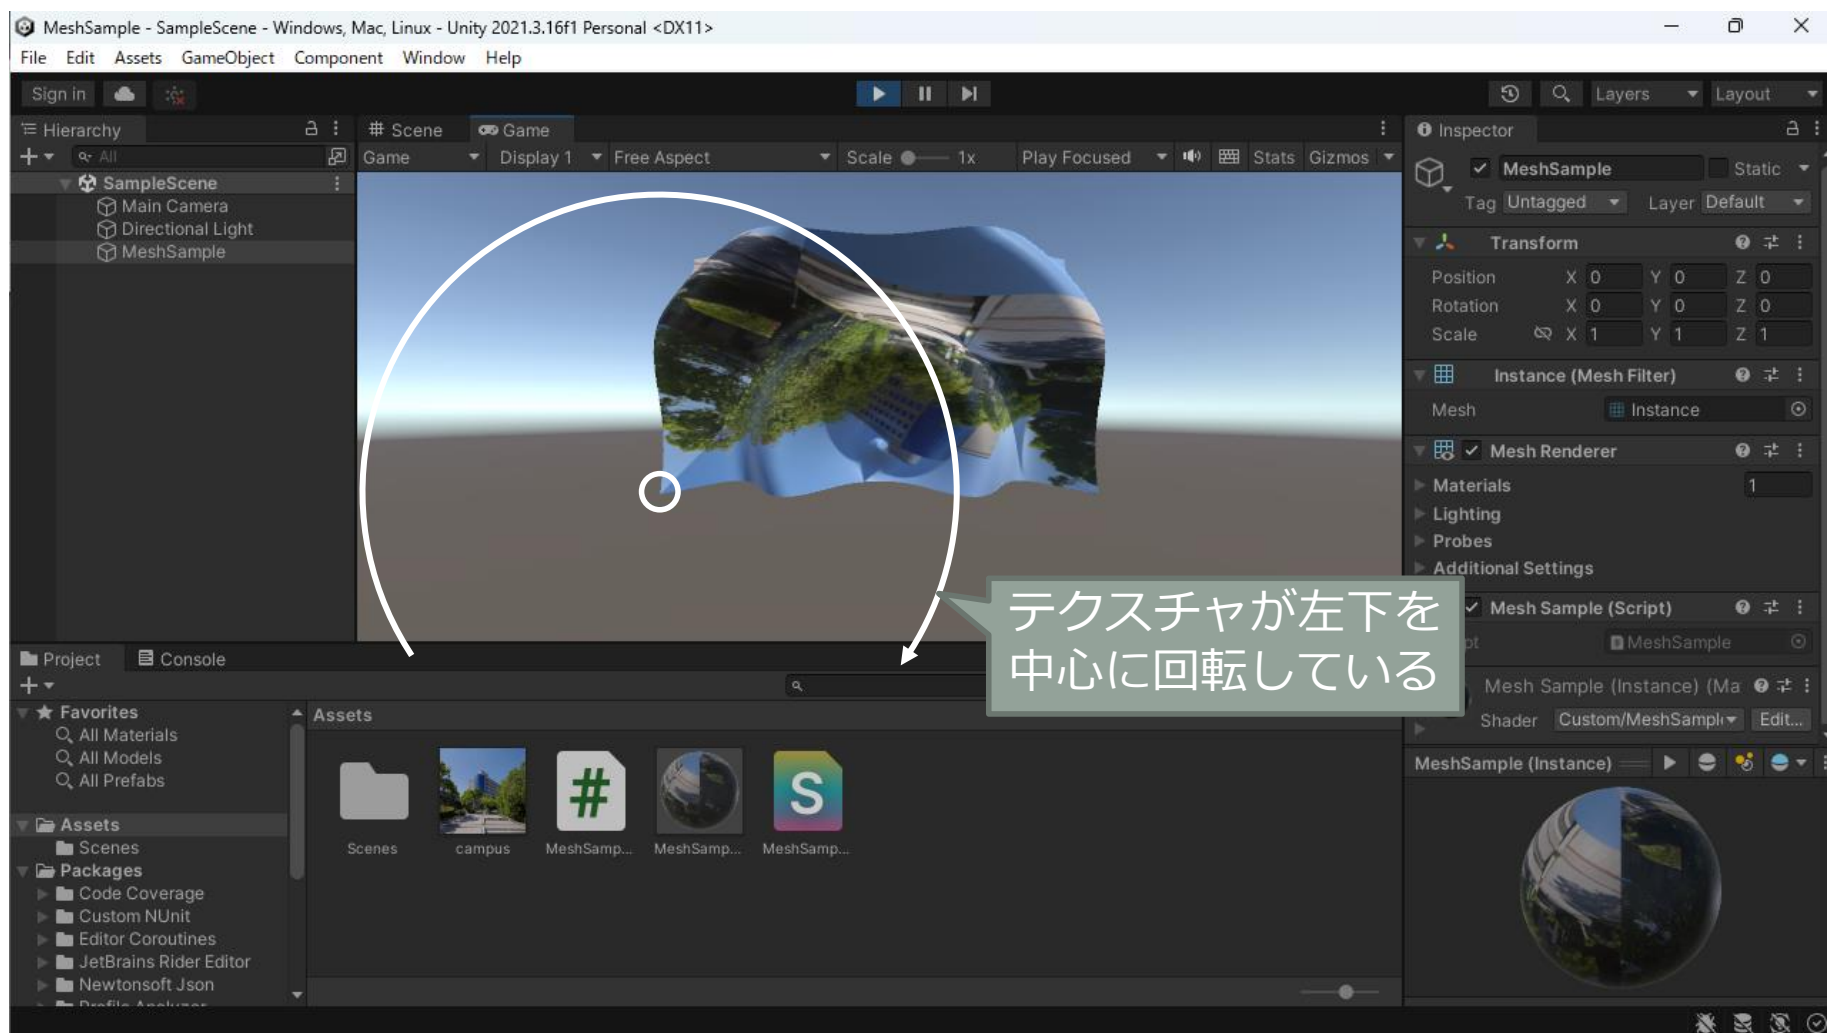 MeshSample - SampleScene - Windows, Mac, Linux - Unity 2021.3.16f1 Personal <DX11>
File Edit Assets GameObject Component Window Help
Sign in Layers Layout
Hierarchy
All
SampleScene
Main Camera
Directional Light
MeshSample
# Scene Game
Game Display 1 Free Aspect Scale 1x Play Focused Stats Gizmos
Inspector
MeshSample Static
Tag Untagged Layer Default
Transform
Position X 0 Y 0 Z 0
Rotation X 0 Y 0 Z 0
Scale X 1 Y 1 Z 1
Instance (Mesh Filter)
Mesh Instance
Mesh Renderer
Materials 1
Lighting
Probes
Additional Settings
Mesh Sample (Script)
MeshSample
Mesh Sample (Instance) (Ma
Shader Custom/MeshSampl Edit...
MeshSample (Instance)
テクスチャが左下を
中心に回転している
Project Console
Favorites
All Materials
All Models
All Prefabs
Assets
Scenes
Packages
Code Coverage
Custom NUnit
Editor Coroutines
JetBrains Rider Editor
Newtonsoft Json
Assets
#
S
Scenes campus MeshSamp... MeshSamp... MeshSamp...